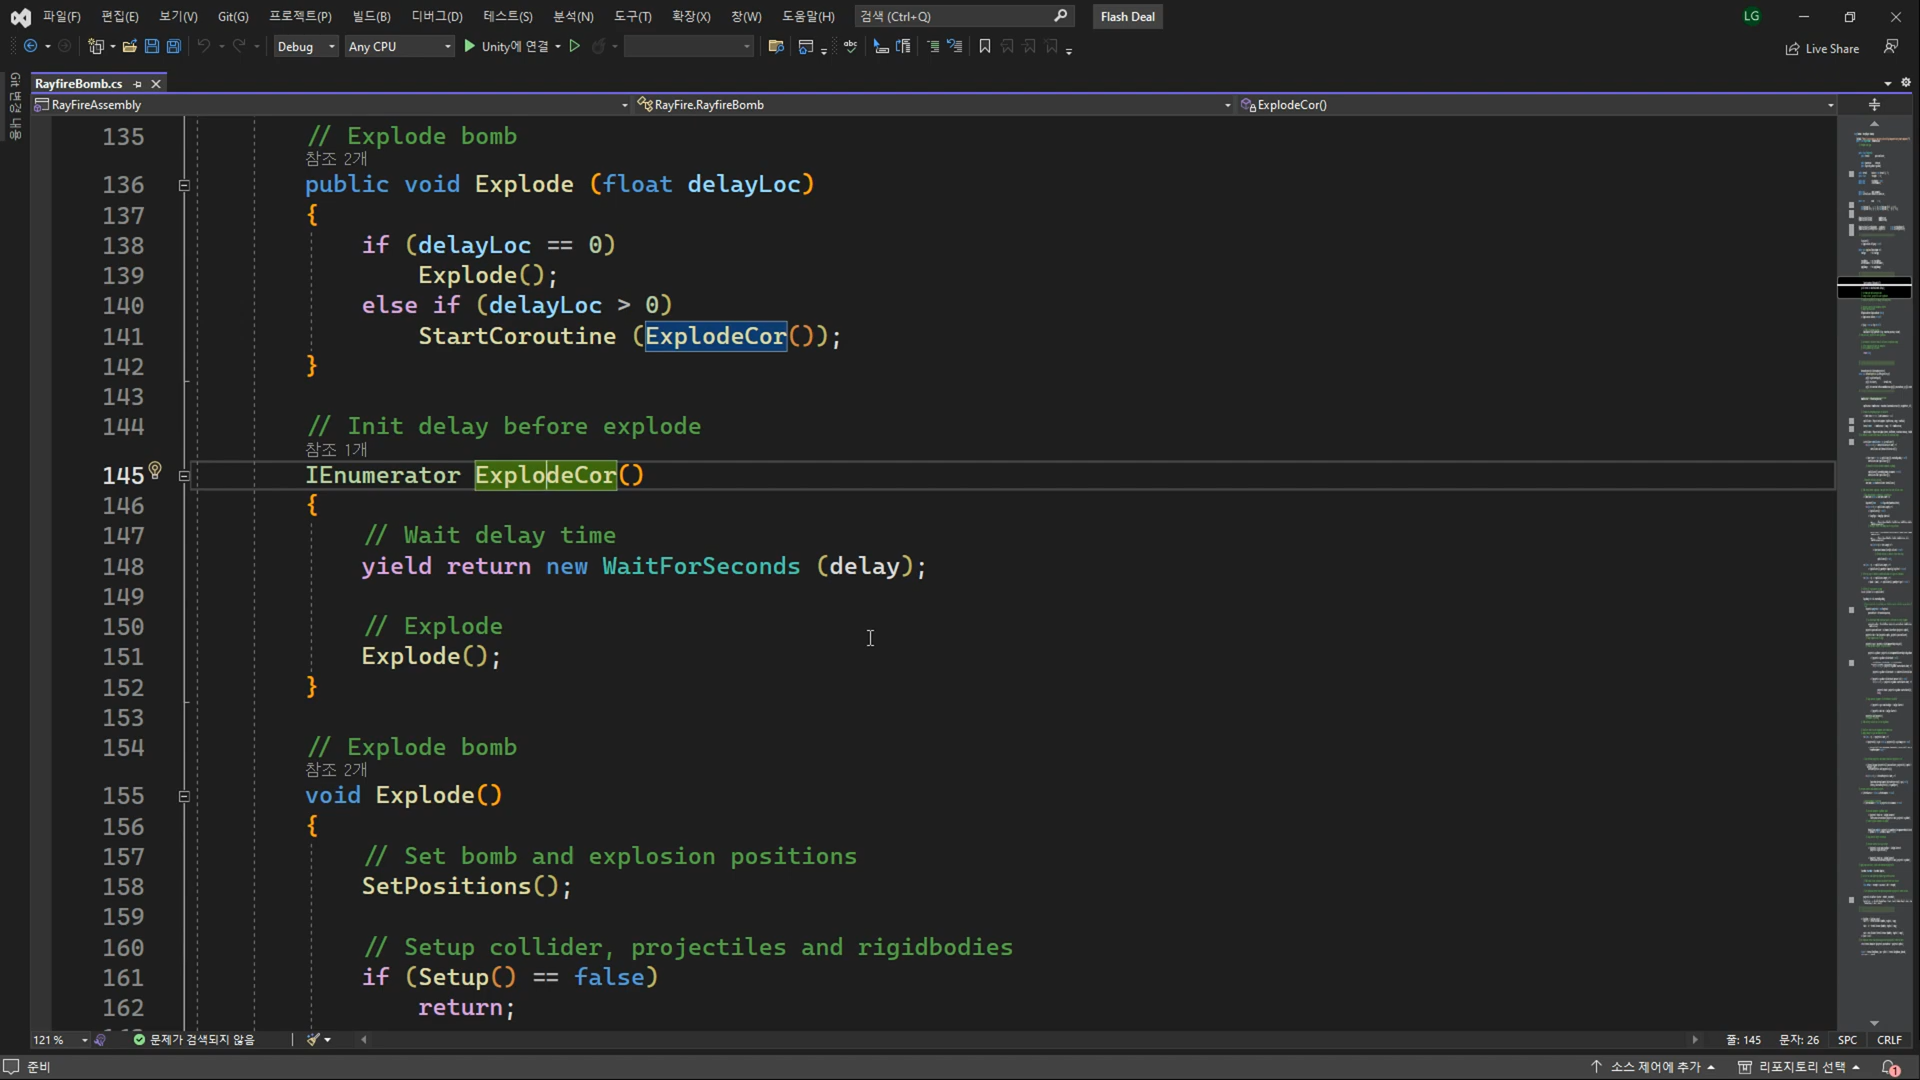 파일(F) 편집(E) 보기(V) Git(G) 프로젝트(P) 빌드(B) 디버그(D) 테스트(S) 분석(N) 도구(T) 확장(X) 창(W) 도움말(H) 검색 (Ctrl+Q) Flash Deal LG
Debug Any CPU Unity에 연결 abc Live Share
Git 변경 내용
RayfireBomb.cs
RayFireAssembly RayFire.RayfireBomb ExplodeCor()
135 // Explode bomb
참조 2개
136 public void Explode (float delayLoc)
137 {
138 if (delayLoc == 0)
139 Explode();
140 else if (delayLoc > 0)
141 StartCoroutine (ExplodeCor());
142 }
143
144 // Init delay before explode
참조 1개
145 IEnumerator ExplodeCor()
146 {
147 // Wait delay time
148 yield return new WaitForSeconds (delay);
149
150 // Explode
151 Explode();
152 }
153
154 // Explode bomb
참조 2개
155 void Explode()
156 {
157 // Set bomb and explosion positions
158 SetPositions();
159
160 // Setup collider, projectiles and rigidbodies
161 if (Setup() == false)
162 return;
121 % 문제가 검색되지 않음 줄: 145 문자: 26 SPC CRLF
준비 소스 제어에 추가 리포지토리 선택 1